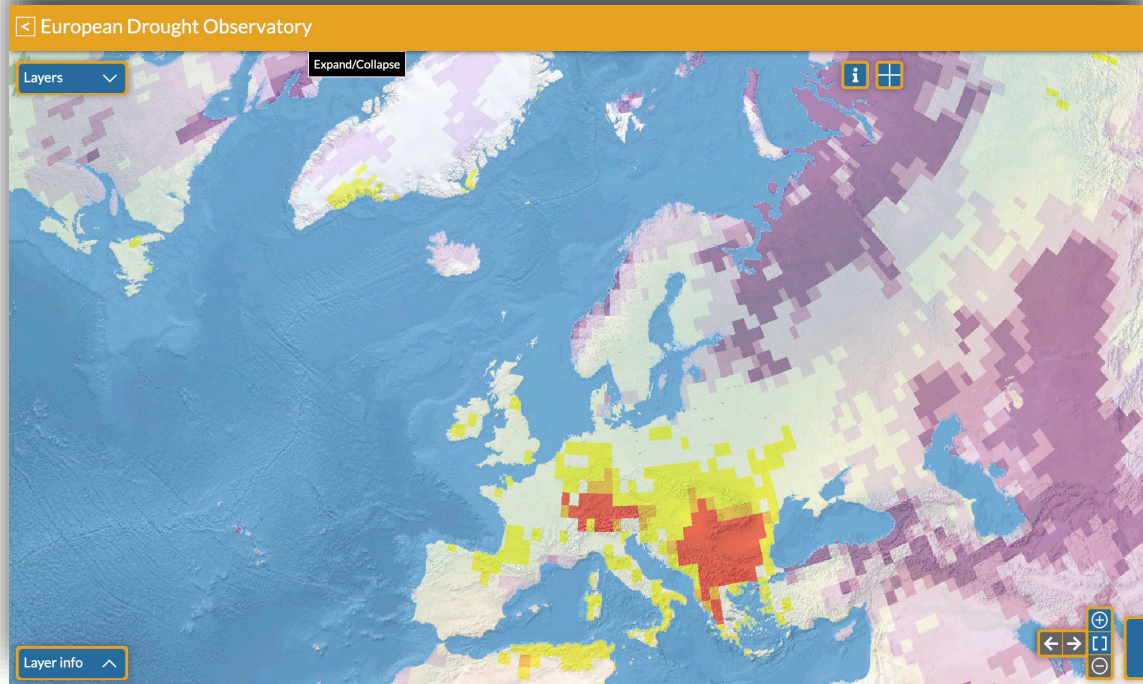 < European Drought Observatory
Expand/Collapse
Layers
i
Layer info